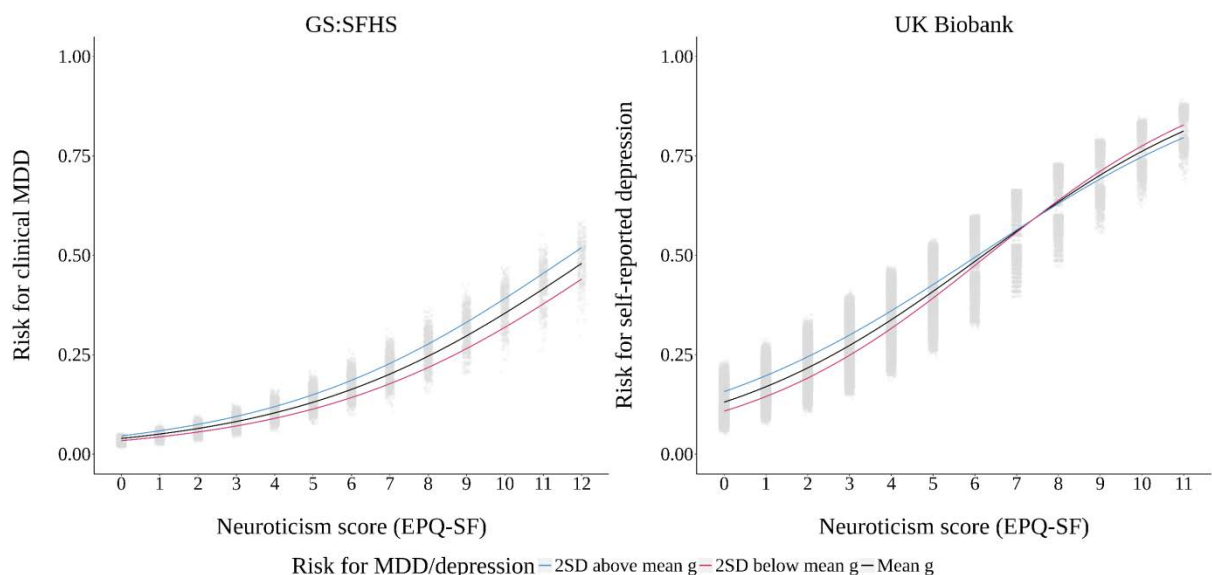 GS:SFHS
1.00
0.75
0.50
0.25
0.00
Risk for clinical MDD
0 1 2 3 4 5 6 7 8 9 10 11 12
Neuroticism score (EPQ-SF)
UK Biobank
1.00
0.75
0.50
0.25
0.00
Risk for self-reported depression
0 1 2 3 4 5 6 7 8 9 10 11
Neuroticism score (EPQ-SF)
Risk for MDD/depression 2SD above mean g 2SD below mean g Mean g